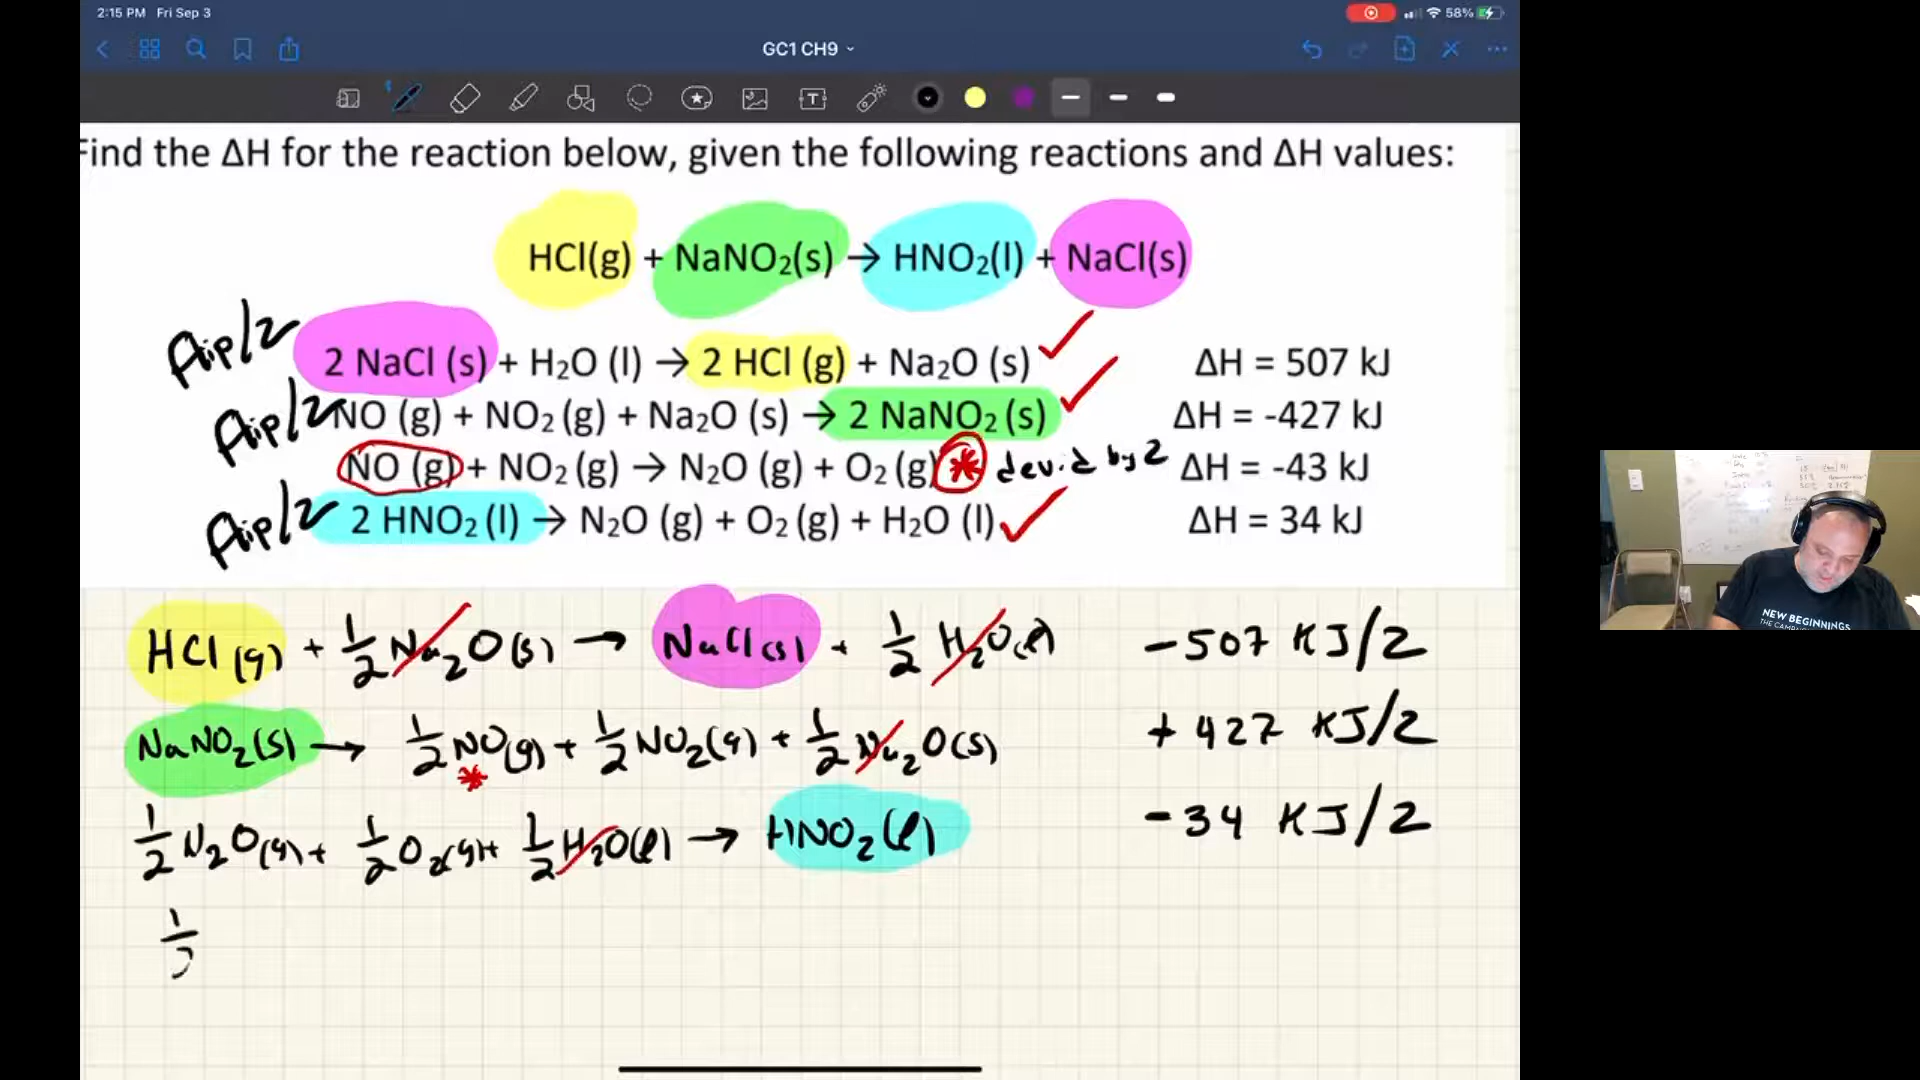 2:15 PM Fri Sep 3
58%
GC1 CH9
Find the ΔH for the reaction below, given the following reactions and ΔH values:
HCl(g) + NaNO₂(s) → HNO₂(l) + NaCl(s)
flip/2 2 NaCl (s) + H₂O (l) → 2 HCl (g) + Na₂O (s) ΔH = 507 kJ
flip/2 NO (g) + NO₂ (g) + Na₂O (s) → 2 NaNO₂ (s) ΔH = -427 kJ
NO (g) + NO₂ (g) → N₂O (g) + O₂ (g) * devid by 2 ΔH = -43 kJ
flip/2 2 HNO₂ (l) → N₂O (g) + O₂ (g) + H₂O (l) ΔH = 34 kJ
HCl (g) + 1/2 Na₂O(s) → NaCl(s) + 1/2 H₂O(l) -507 KJ/2
NaNO₂(s) → 1/2 NO(g) + 1/2 NO₂(g) + 1/2 Na₂O(s) +427 KJ/2
*
1/2 N₂O(g) + 1/2 O₂(g) + 1/2 H₂O(l) → HNO₂(l) -34 KJ/2
1/2
NEW BEGINNINGS